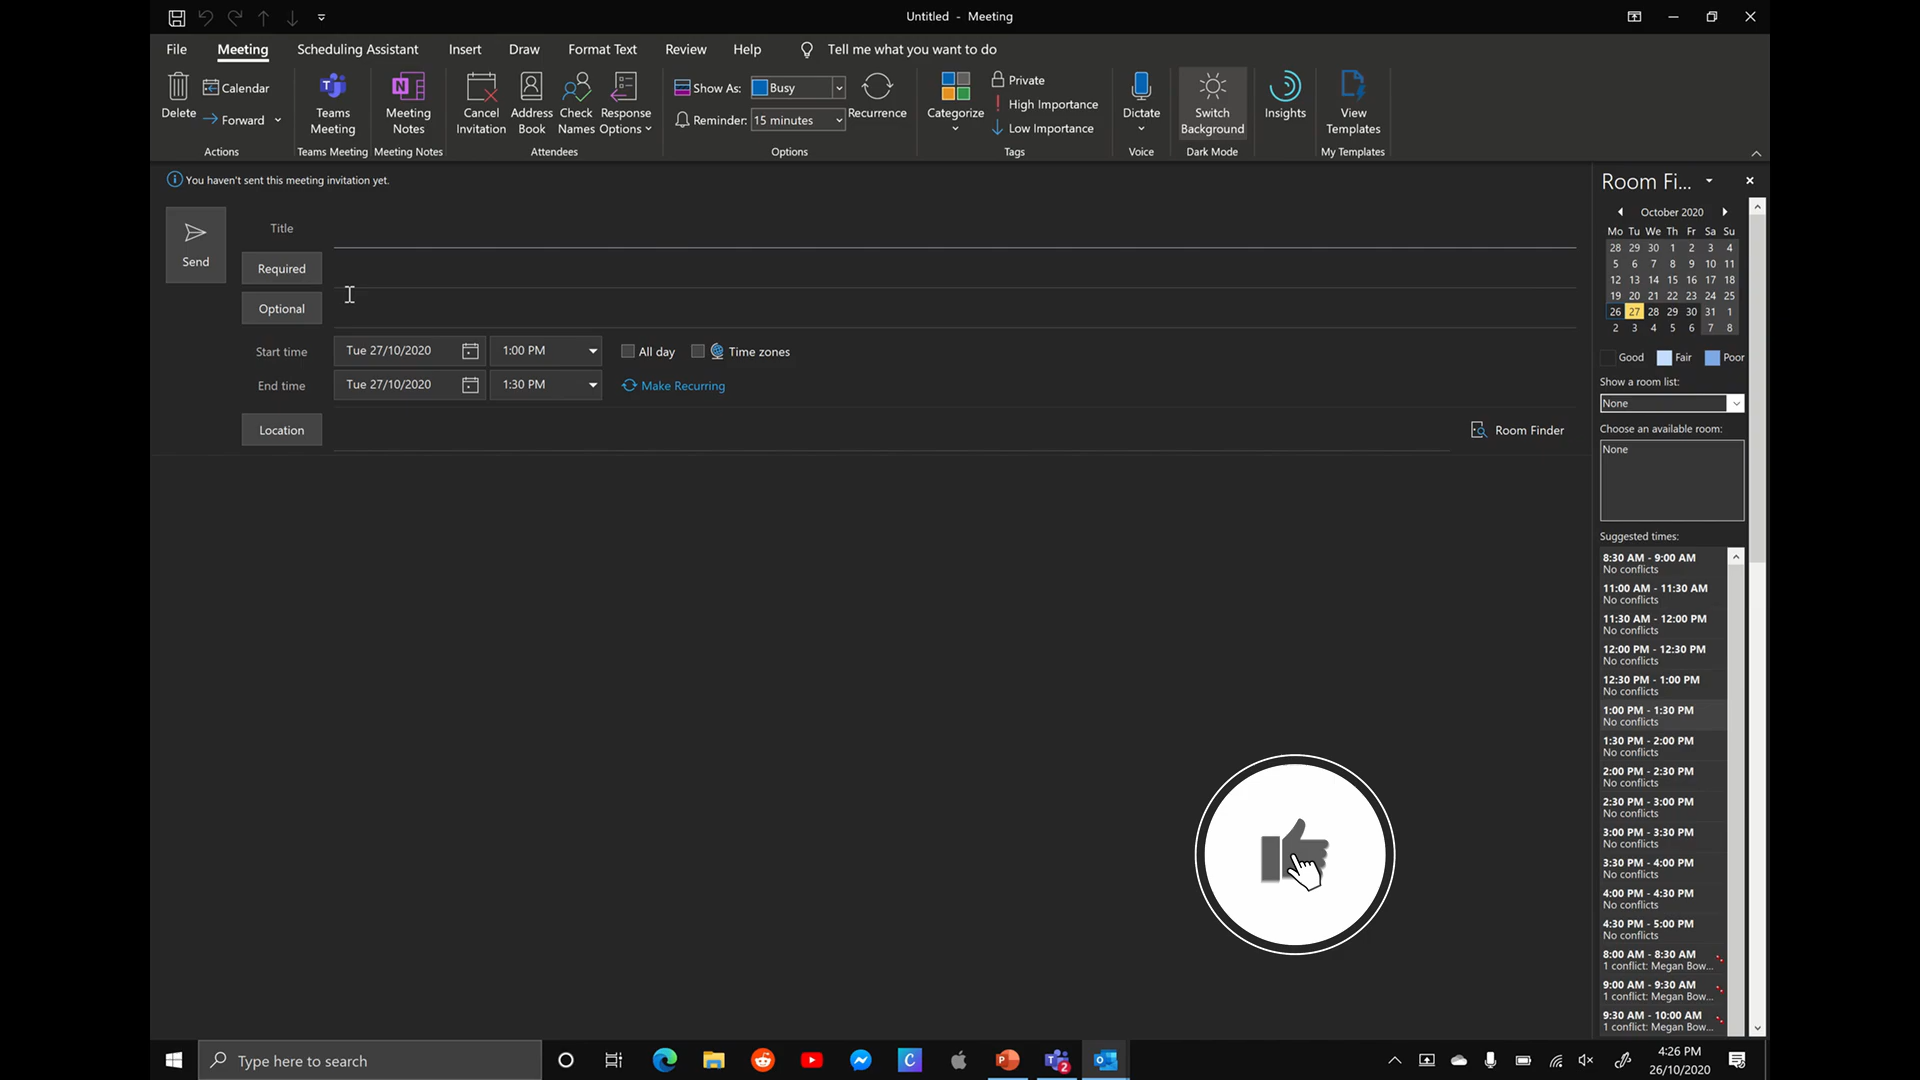 Untitled - Meeting
File Meeting Scheduling Assistant Insert Draw Format Text Review Help Tell me what you want to do
Delete
Calendar
Forward
Actions
Teams Meeting
Teams Meeting
Meeting Notes
Meeting Notes
Cancel Invitation
Address Book
Check Names
Response Options
Attendees
Show As: Busy
Reminder: 15 minutes
Recurrence
Options
Categorize
Private
High Importance
Low Importance
Tags
Dictate
Voice
Switch Background
Dark Mode
Insights
View Templates
My Templates
You haven't sent this meeting invitation yet.
Send
Title
Required
Optional
Start time Tue 27/10/2020 1:00 PM All day Time zones
End time Tue 27/10/2020 1:30 PM Make Recurring
Location Room Finder
Room Fi...
October 2020
Mo Tu We Th Fr Sa Su
28 29 30 1 2 3 4
5 6 7 8 9 10 11
12 13 14 15 16 17 18
19 20 21 22 23 24 25
26 27 28 29 30 31 1
2 3 4 5 6 7 8
Good Fair Poor
Show a room list:
None
Choose an available room:
None
Suggested times:
8:30 AM - 9:00 AM
No conflicts
11:00 AM - 11:30 AM
No conflicts
11:30 AM - 12:00 PM
No conflicts
12:00 PM - 12:30 PM
No conflicts
12:30 PM - 1:00 PM
No conflicts
1:00 PM - 1:30 PM
No conflicts
1:30 PM - 2:00 PM
No conflicts
2:00 PM - 2:30 PM
No conflicts
2:30 PM - 3:00 PM
No conflicts
3:00 PM - 3:30 PM
No conflicts
3:30 PM - 4:00 PM
No conflicts
4:00 PM - 4:30 PM
No conflicts
4:30 PM - 5:00 PM
No conflicts
8:00 AM - 8:30 AM
1 conflict: Megan Bow...
9:00 AM - 9:30 AM
1 conflict: Megan Bow...
9:30 AM - 10:00 AM
1 conflict: Megan Bow...
Type here to search
4:26 PM
26/10/2020